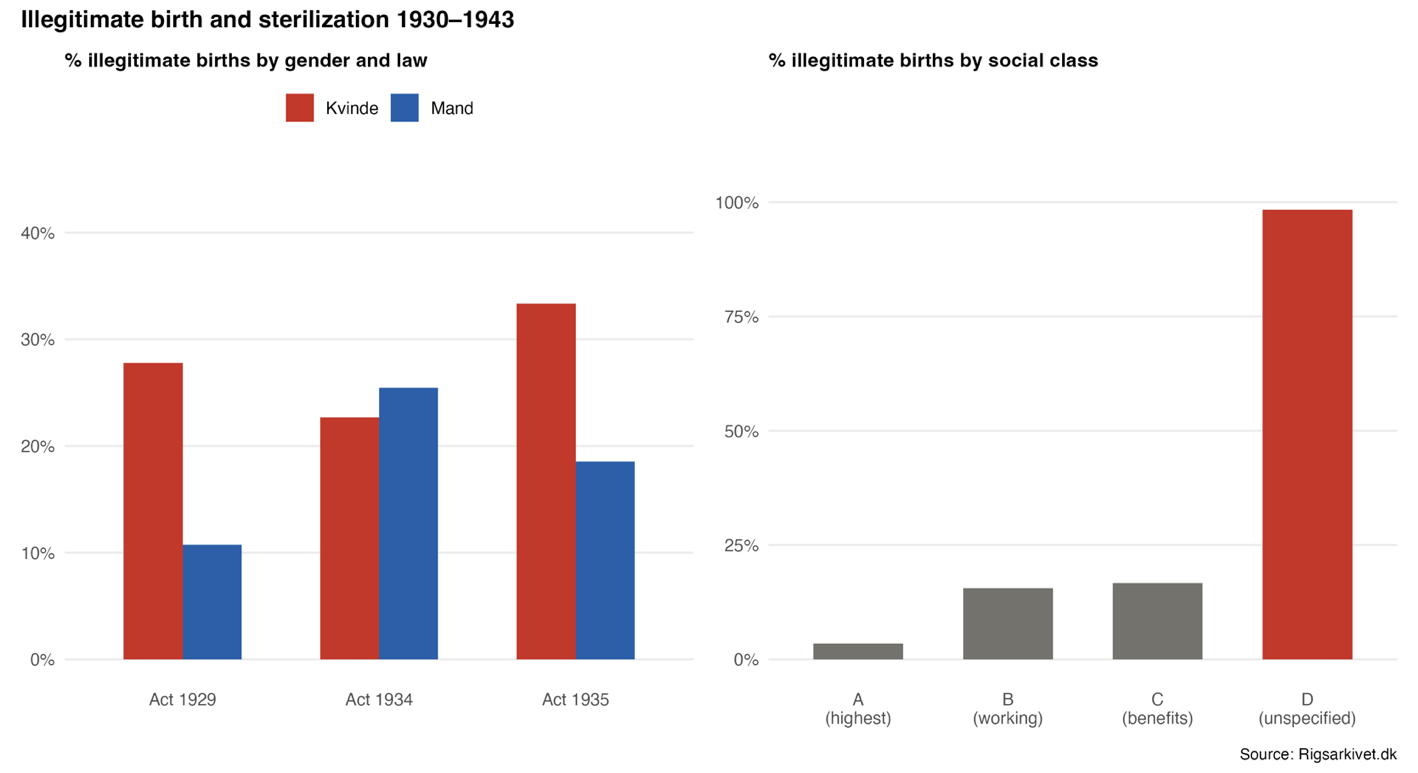 Illegitimate birth and sterilization 1930–1943
% illegitimate births by gender and law
Kvinde
Mand
40%
30%
20%
10%
0%
Act 1929
Act 1934
Act 1935
% illegitimate births by social class
100%
75%
50%
25%
0%
A
(highest)
B
(working)
C
(benefits)
D
(unspecified)
Source: Rigsarkivet.dk